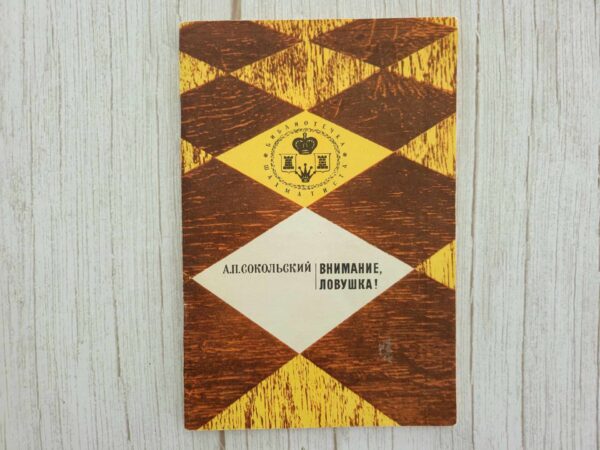 БИБЛИОТЕЧКА
ШАХМАТИСТА
А.П.СОКОЛЬСКИЙ
ВНИМАНИЕ,
ЛОВУШКА!